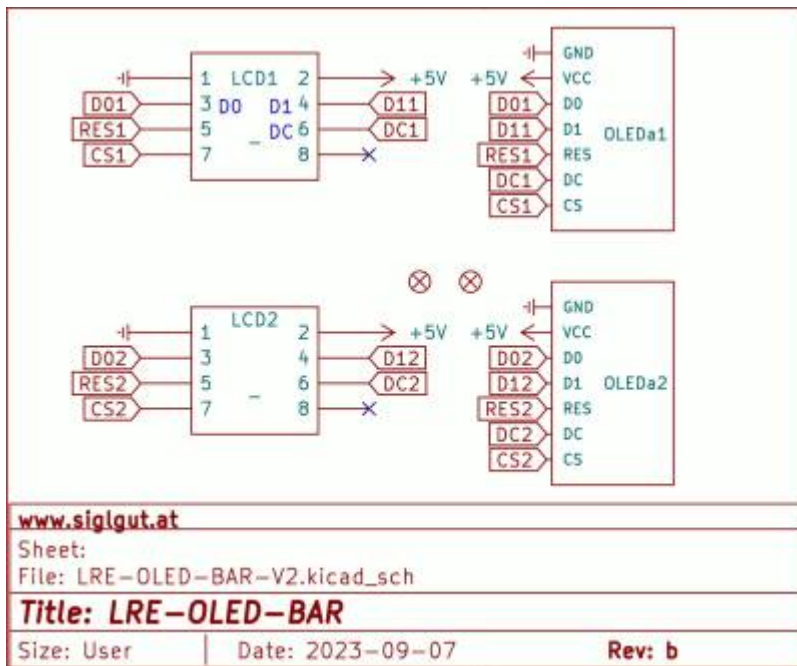 GND
1 LCD1 2 +5V +5V VCC
D01 3 D0 D1 4 D11 D01 D0
RES1 5 DC 6 DC1 D11 D1 OLEDa1
CS1 7 _ 8 RES1 RES
DC1 DC
CS1 CS
GND
1 LCD2 2 +5V +5V VCC
D02 3 4 D12 D02 D0
RES2 5 6 DC2 D12 D1 OLEDa2
CS2 7 _ 8 RES2 RES
DC2 DC
CS2 CS
www.siglgut.at
Sheet:
File: LRE-OLED-BAR-V2.kicad_sch
Title: LRE-OLED-BAR
Size: User Date: 2023-09-07 Rev: b